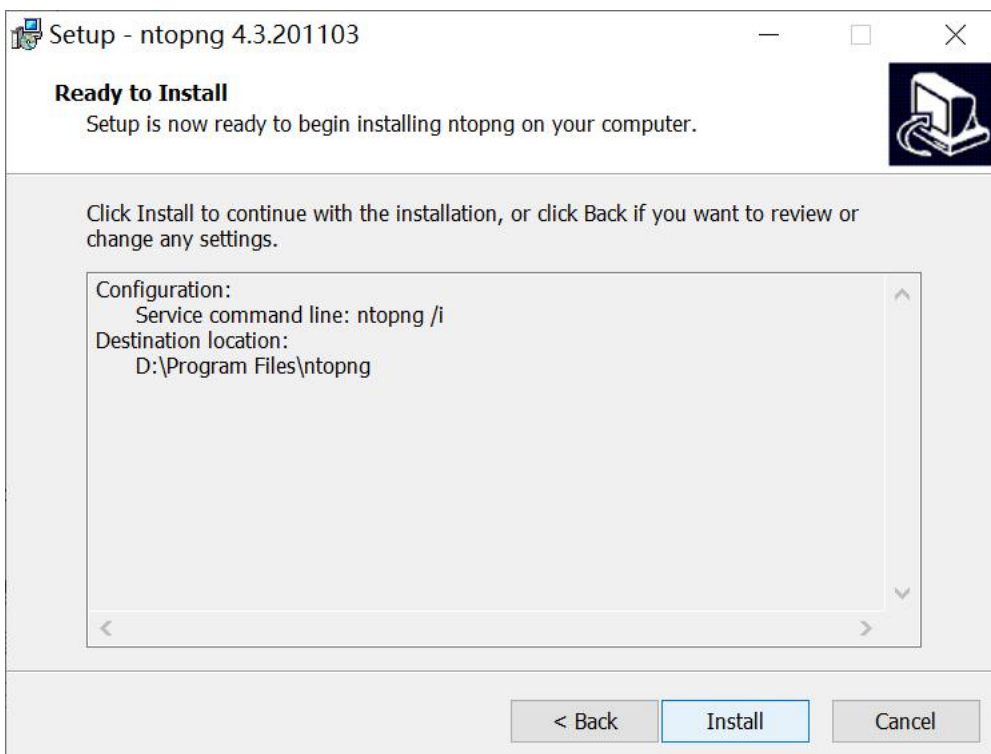 Setup - ntopng 4.3.201103
Ready to Install
Setup is now ready to begin installing ntopng on your computer.
Click Install to continue with the installation, or click Back if you want to review or
change any settings.
Configuration:
Service command line: ntopng /i
Destination location:
D:\Program Files\ntopng
< Back Install Cancel